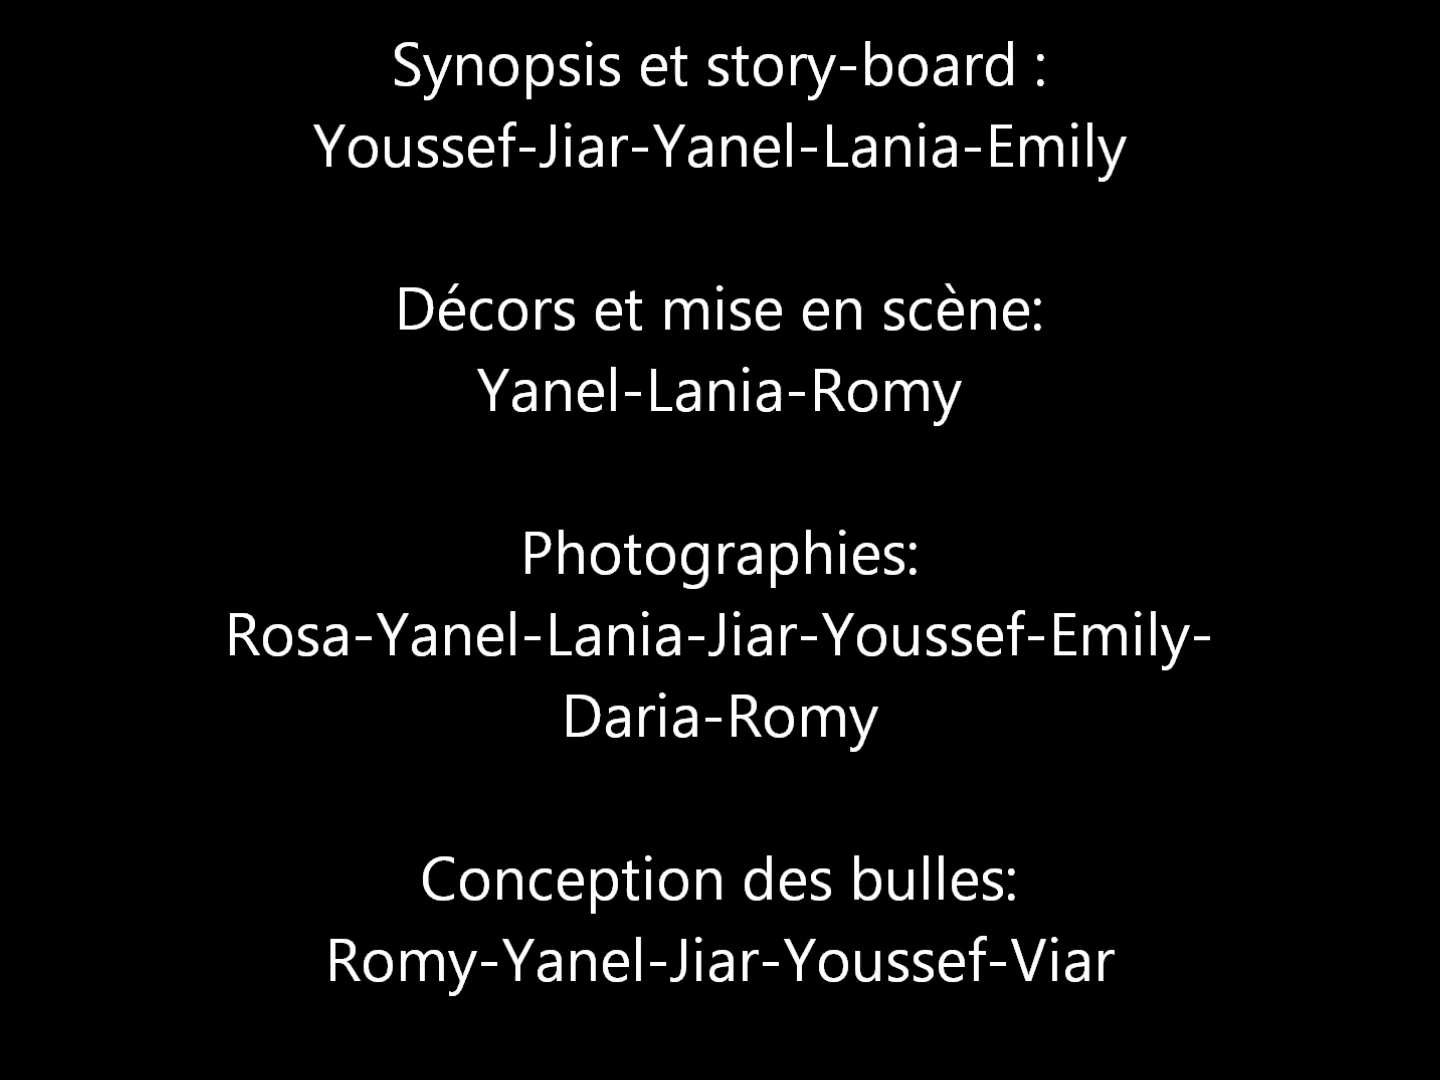 Synopsis et story-board :
Youssef-Jiar-Yanel-Lania-Emily
Décors et mise en scène:
Yanel-Lania-Romy
Photographies:
Rosa-Yanel-Lania-Jiar-Youssef-Emily-
Daria-Romy
Conception des bulles:
Romy-Yanel-Jiar-Youssef-Viar